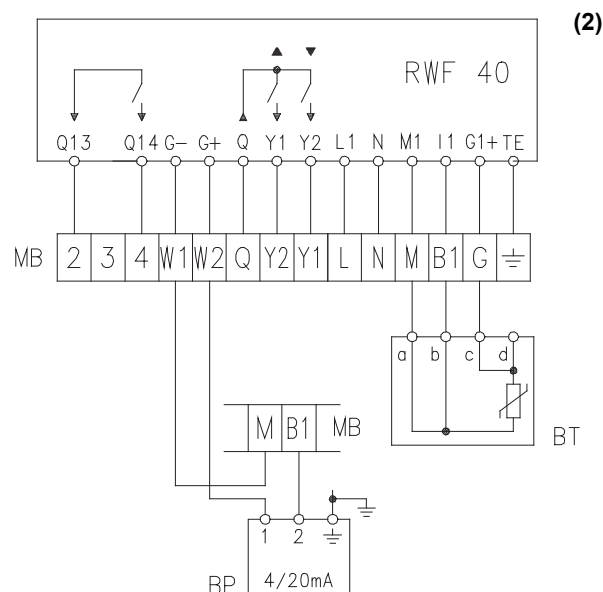 (2)
RWF 40
Q13 Q14 G- G+ Q Y1 Y2 L1 N M1 I1 G1+ TE
MB 2 3 4 W1 W2 Q Y2 Y1 L N M B1 G
a b c d
BT
M B1 MB
1 2
BP 4/20mA